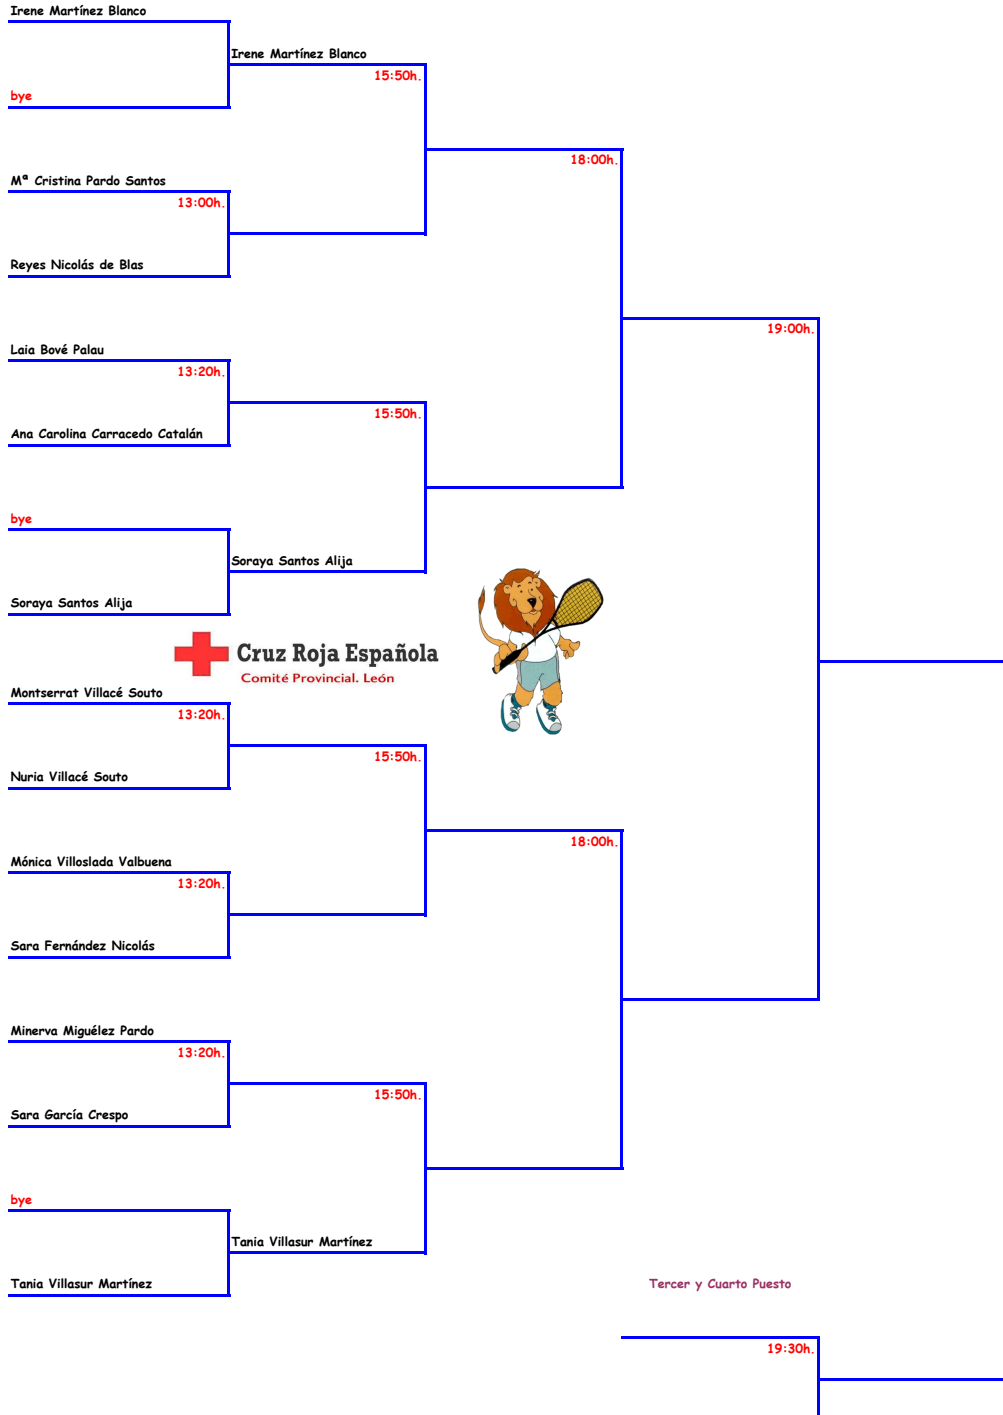 Irene Martínez Blanco
Irene Martínez Blanco
15:50h.
bye
18:00h.
Mª Cristina Pardo Santos
13:00h.
Reyes Nicolás de Blas
19:00h.
Laia Bové Palau
13:20h.
15:50h.
Ana Carolina Carracedo Catalán
bye
Soraya Santos Alija
Soraya Santos Alija
Cruz Roja Española
Comité Provincial. León
Montserrat Villacé Souto
13:20h.
15:50h.
Nuria Villacé Souto
18:00h.
Mónica Villoslada Valbuena
13:20h.
Sara Fernández Nicolás
Minerva Miguélez Pardo
13:20h.
15:50h.
Sara García Crespo
bye
Tania Villasur Martínez
Tania Villasur Martínez
Tercer y Cuarto Puesto
19:30h.